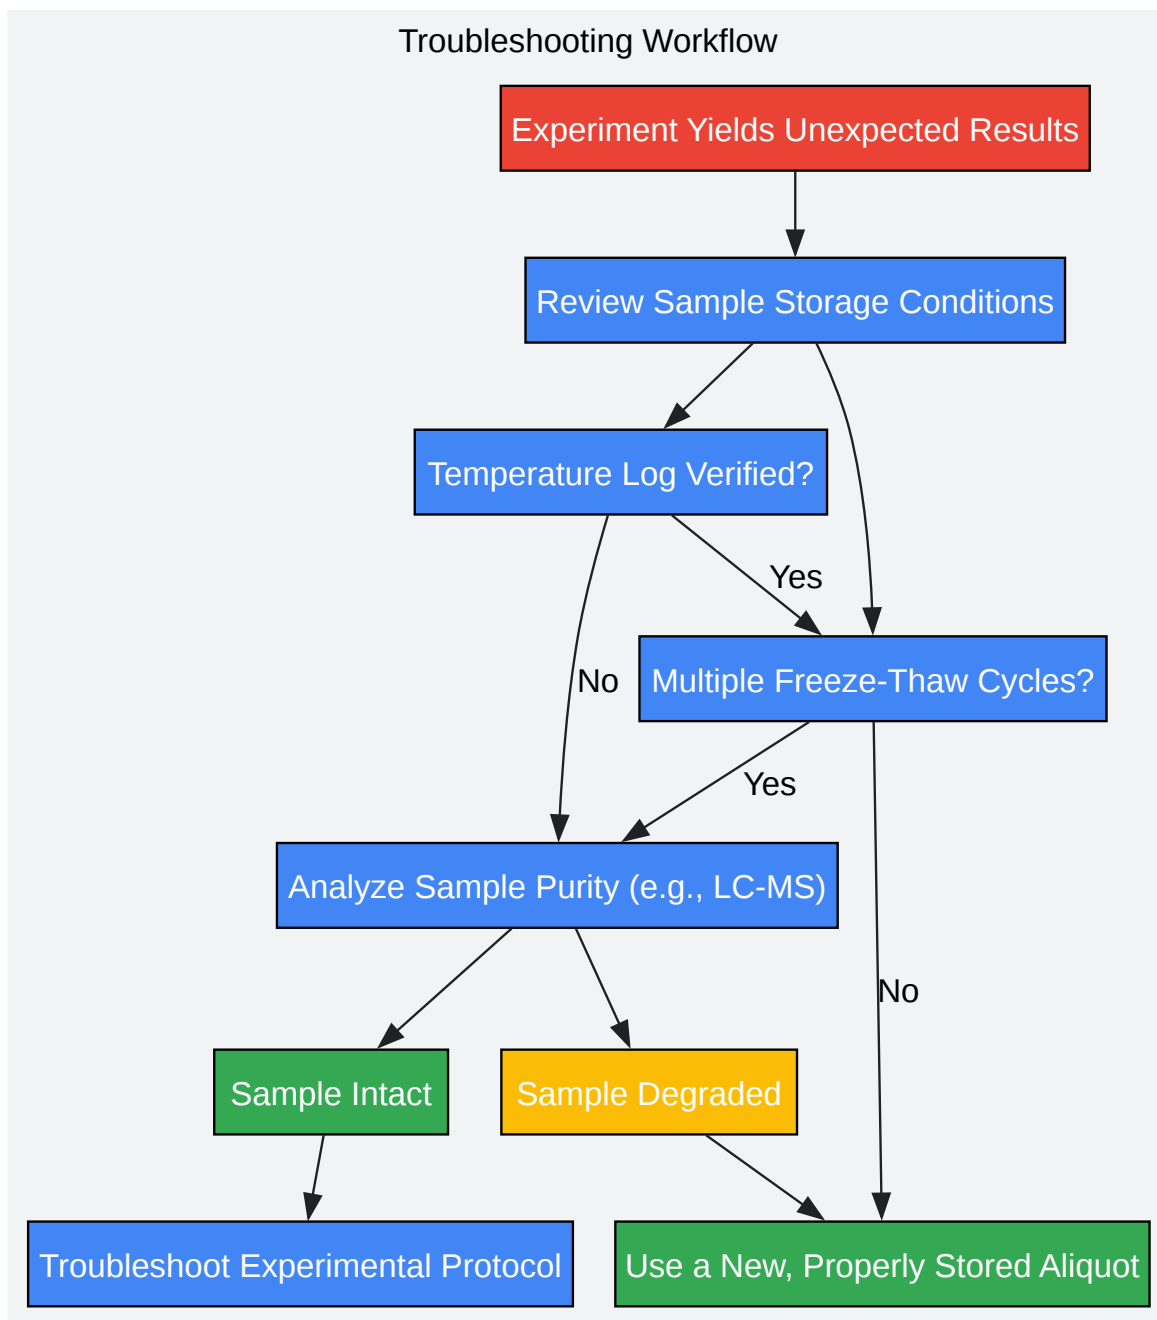 Troubleshooting Workflow
Experiment Yields Unexpected Results
Review Sample Storage Conditions
Temperature Log Verified?
Yes
No
Multiple Freeze-Thaw Cycles?
Yes
Analyze Sample Purity (e.g., LC-MS)
No
Sample Intact
Sample Degraded
Troubleshoot Experimental Protocol
Use a New, Properly Stored Aliquot